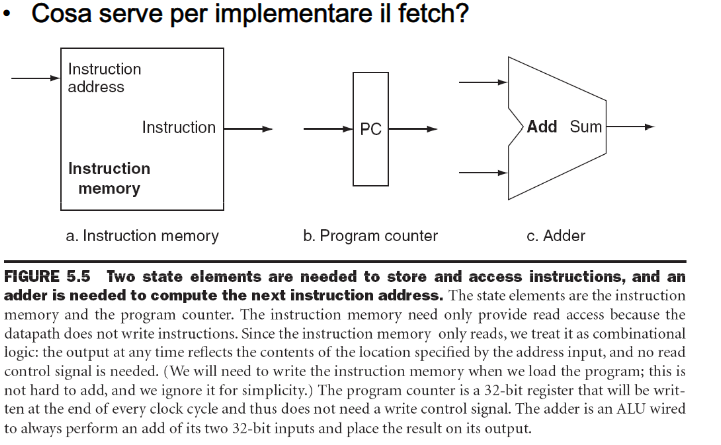 • Cosa serve per implementare il fetch?
Instruction
address
Instruction
Instruction
memory
PC
Add Sum
a. Instruction memory
b. Program counter
c. Adder
FIGURE 5.5 Two state elements are needed to store and access instructions, and an
adder is needed to compute the next instruction address. The state elements are the instruction
memory and the program counter. The instruction memory need only provide read access because the
datapath does not write instructions. Since the instruction memory only reads, we treat it as combinational
logic: the output at any time reflects the contents of the location specified by the address input, and no read
control signal is needed. (We will need to write the instruction memory when we load the program; this is
not hard to add, and we ignore it for simplicity.) The program counter is a 32-bit register that will be writ-
ten at the end of every clock cycle and thus does not need a write control signal. The adder is an ALU wired
to always perform an add of its two 32-bit inputs and place the result on its output.